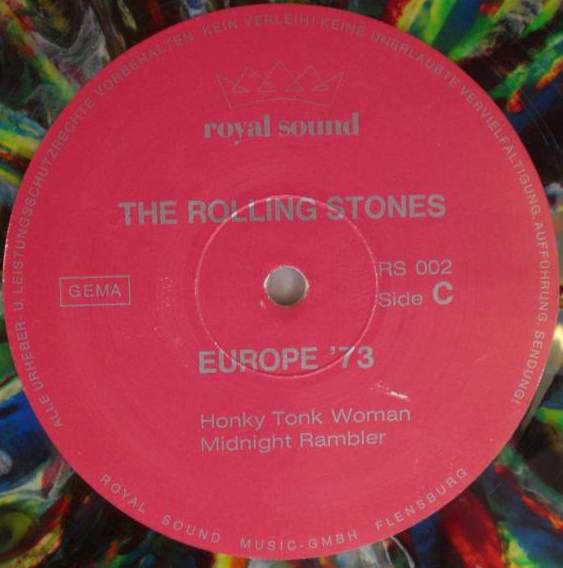 ALLE URHEBER- U. LEISTUNGSSCHUTZRECHTE VORBEHALTEN. KEIN VERLEIH! KEINE UNERLAUBTE VERVIELFÄLTIGUNG, AUFFÜHRUNG, SENDUNG!
royal sound
THE ROLLING STONES
GEMA
RS 002
Side C
EUROPE '73
Honky Tonk Woman
Midnight Rambler
ROYAL SOUND MUSIC-GMBH FLENSBURG